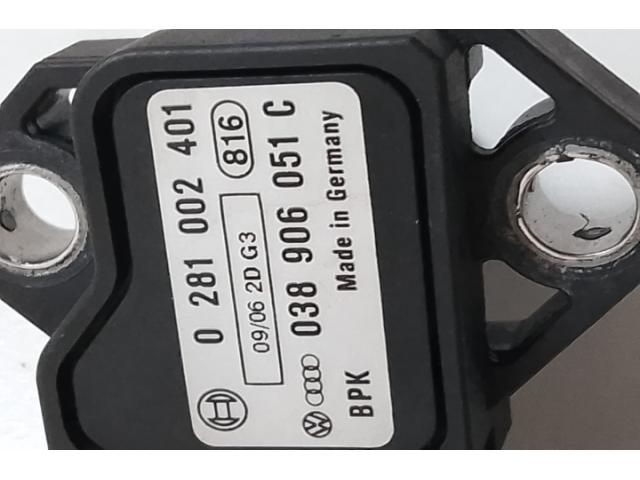 0 281 002 401
09/06 2D G3 816
038 906 051 C
BPK Made in Germany